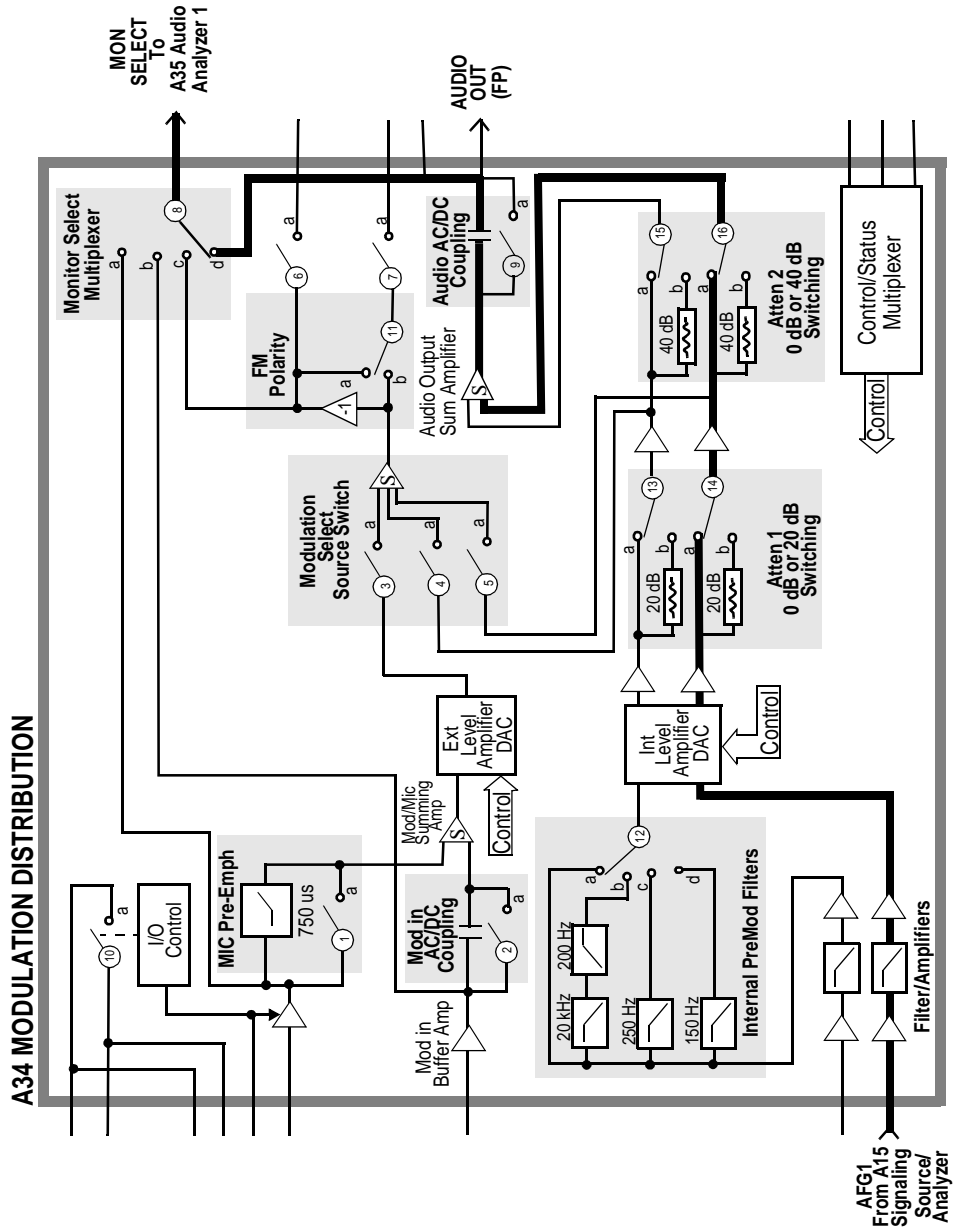 A34 MODULATION DISTRIBUTION
10
a
I/O
Control
MIC Pre-Emph
750 us
1
a
Mod in
Buffer Amp
Mod in
AC/DC
Coupling
2
a
Mod/Mic
Summing
Amp
S
Control
Ext
Level
Amplifier
DAC
Modulation
Select
Source Switch
3
a
4
a
5
a
S
FM
Polarity
-1
a
b
11
6
a
7
a
Monitor Select
Multiplexer
a
b
c
d
8
MON
SELECT
To
A35 Audio
Analyzer 1
Audio Output
Sum Amplifier
S
Audio AC/DC
Coupling
9
a
AUDIO
OUT
(FP)
AFG1
From A15
Signaling
Source/
Analyzer
Filter/Amplifiers
Internal PreMod Filters
20 kHz
200 Hz
250 Hz
150 Hz
a
b
c
d
12
Int
Level
Amplifier
DAC
Control
20 dB
a
b
13
20 dB
a
b
14
Atten 1
0 dB or 20 dB
Switching
40 dB
a
b
15
40 dB
a
b
16
Atten 2
0 dB or 40 dB
Switching
Control
Control/Status
Multiplexer